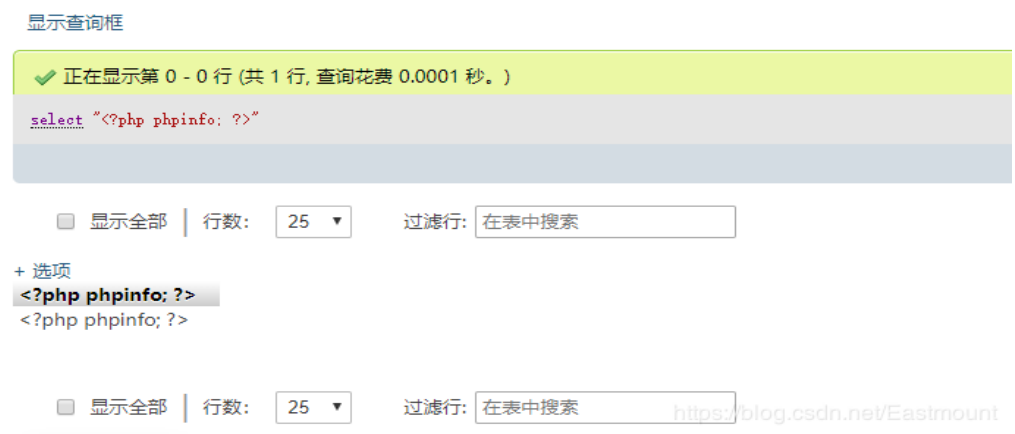 显示查询框
正在显示第 0 - 0 行 (共 1 行, 查询花费 0.0001 秒。)
select "<?php phpinfo; ?>"
显示全部 行数: 25 过滤行: 在表中搜索
+ 选项
<?php phpinfo; ?>
<?php phpinfo; ?>
显示全部 行数: 25 过滤行: 在表中搜索
https://blog.csdn.net/Eastmount